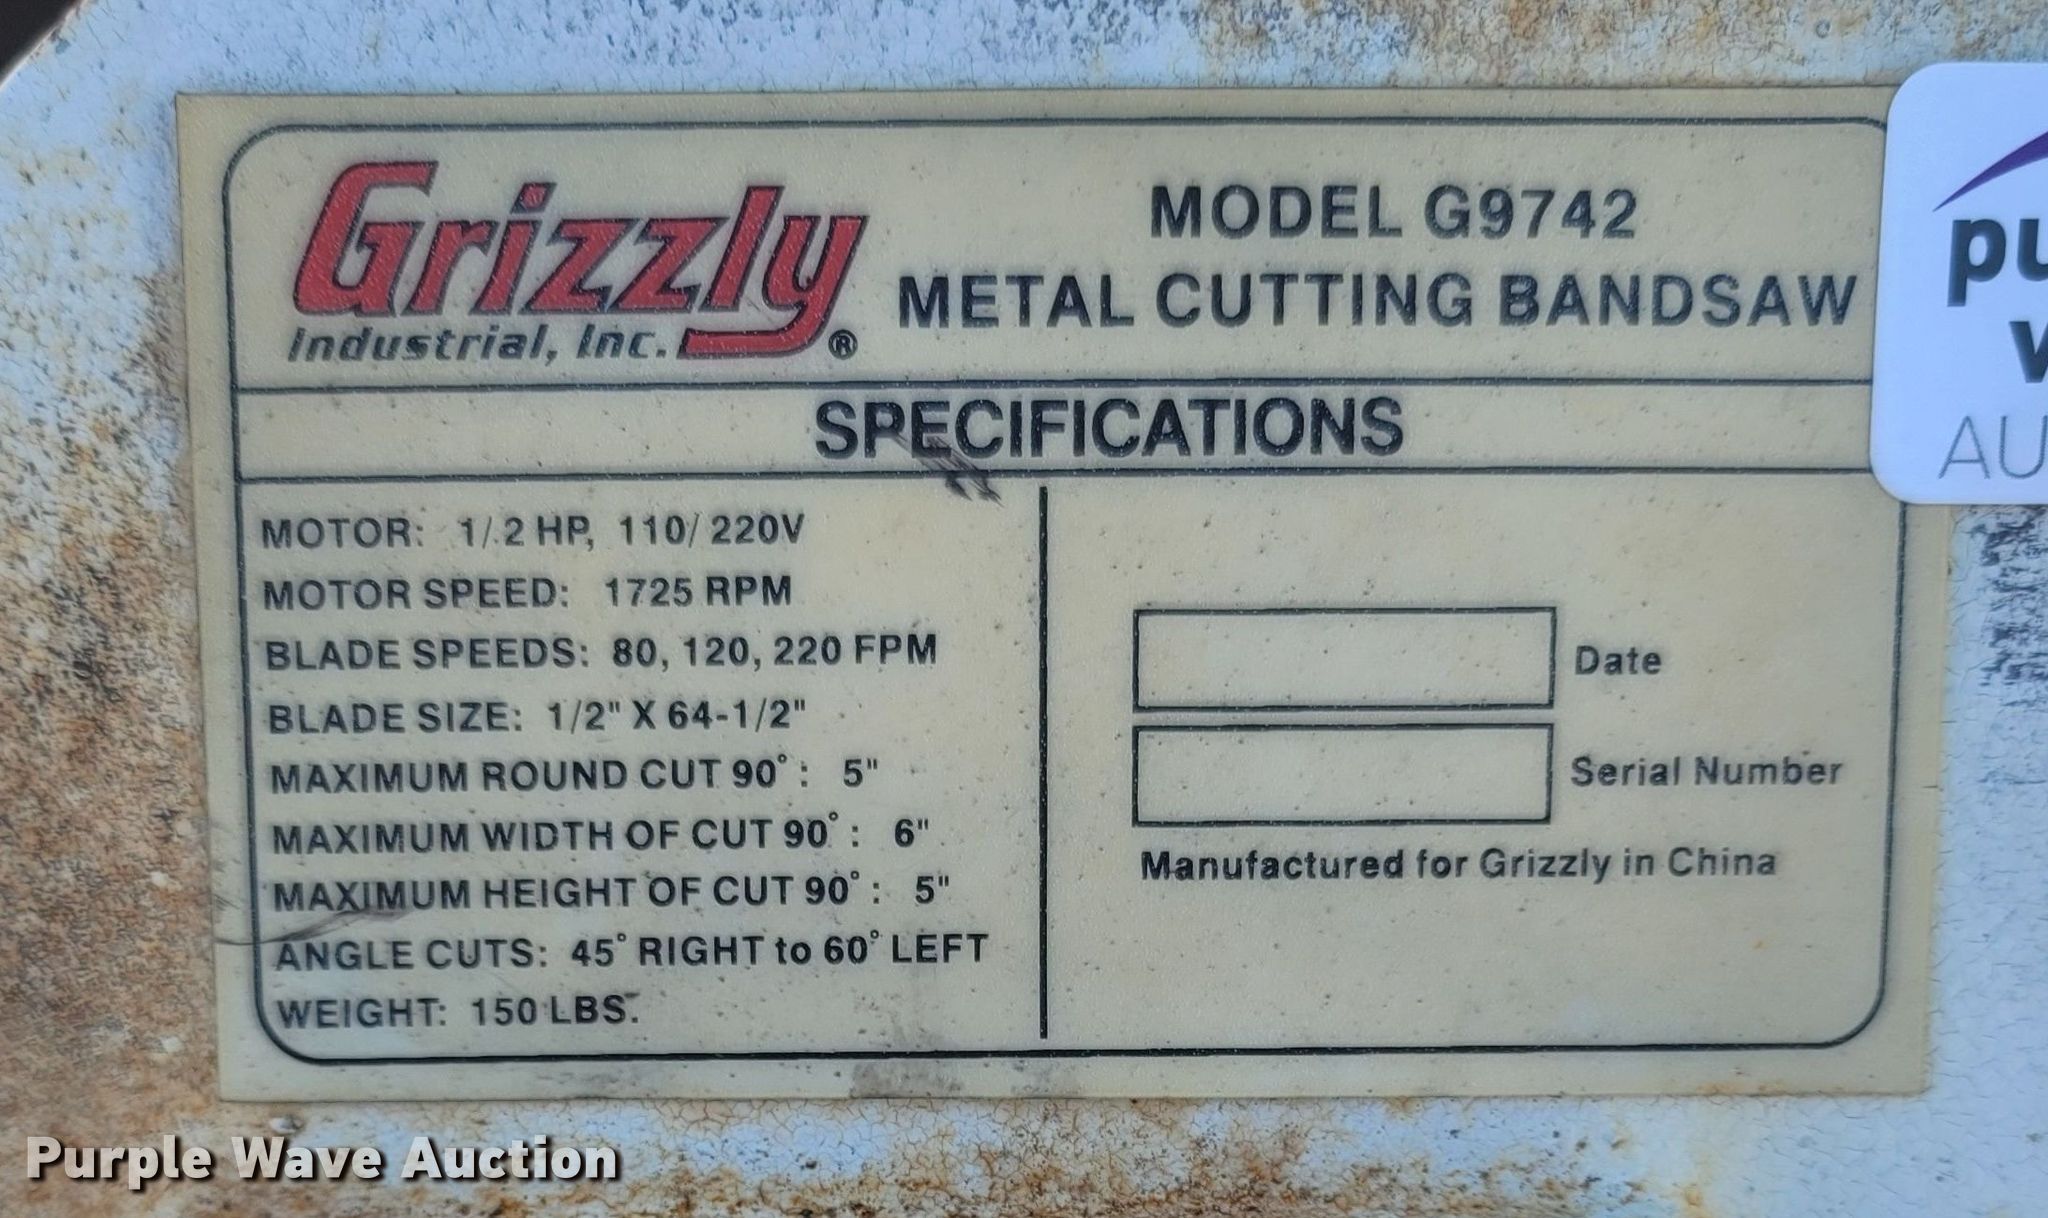 Grizzly
Industrial, Inc. ®
MODEL G9742
METAL CUTTING BANDSAW
SPECIFICATIONS
MOTOR: 1/2 HP, 110/220V
MOTOR SPEED: 1725 RPM
BLADE SPEEDS: 80, 120, 220 FPM
BLADE SIZE: 1/2" X 64-1/2"
MAXIMUM ROUND CUT 90°: 5"
MAXIMUM WIDTH OF CUT 90°: 6"
MAXIMUM HEIGHT OF CUT 90°: 5"
ANGLE CUTS: 45° RIGHT to 60° LEFT
WEIGHT: 150 LBS.
Date
Serial Number
Manufactured for Grizzly in China
Purple Wave Auction